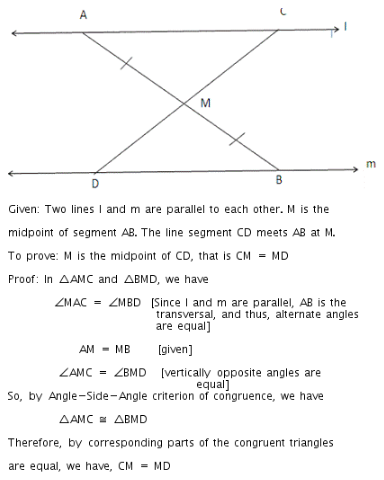 A C l
M
D B m
Given: Two lines l and m are parallel to each other. M is the
midpoint of segment AB. The line segment CD meets AB at M.
To prove: M is the midpoint of CD, that is CM = MD
Proof: In △AMC and △BMD, we have
∠MAC = ∠MBD [Since l and m are parallel, AB is the
transversal, and thus, alternate angles
are equal]
AM = MB [given]
∠AMC = ∠BMD [vertically opposite angles are
equal]
So, by Angle-Side-Angle criterion of congruence, we have
△AMC ≅ △BMD
Therefore, by corresponding parts of the congruent triangles
are equal, we have, CM = MD